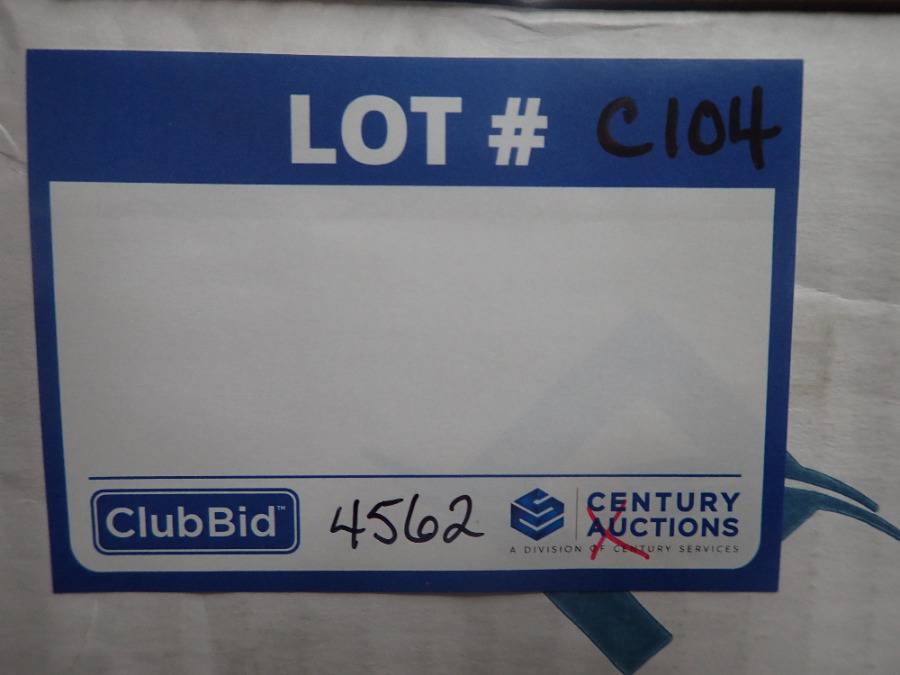 LOT # C104
ClubBid™ 4562 CENTURY
AUCTIONS
A DIVISION OF CENTURY SERVICES